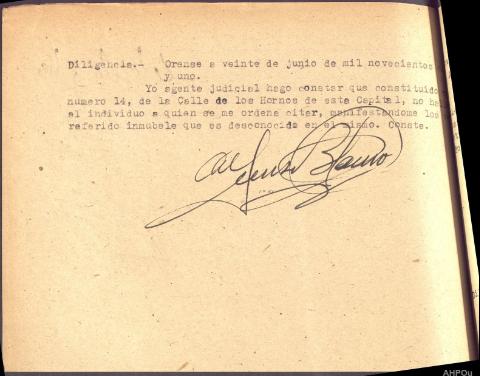 Diligencia.- Orense a veinte de junio de mil novecientos
y uno.
Yo agente judicial hago constar que constituido
numero 14, de la Calle de los Hornos de esta Capital, no ha
al individuo a quien se me ordena citar, manifestandome los
referido inmueble que es desconocido en el mismo. Conste.
Blanco
AHPOu